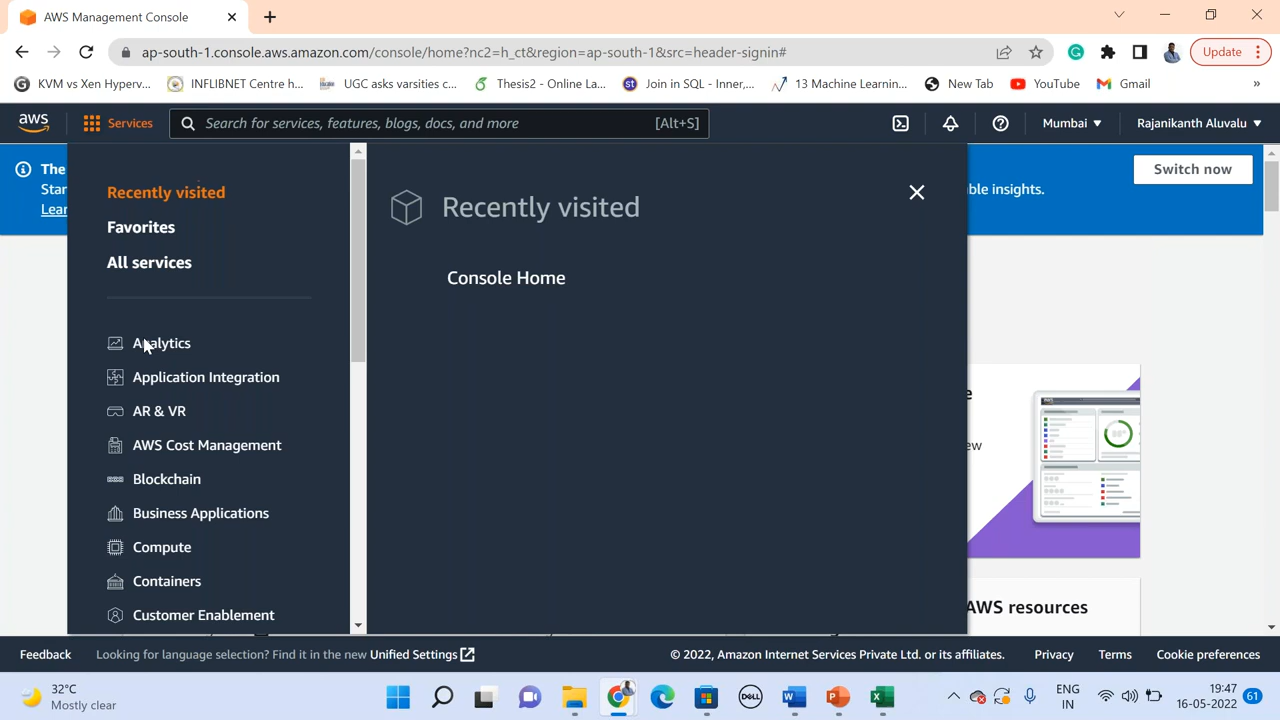 AWS Management Console
ap-south-1.console.aws.amazon.com/console/home?nc2=h_ct&region=ap-south-1&src=header-signin#
Update
KVM vs Xen Hyperv...
INFLIBNET Centre h...
UGC asks varsities c...
Thesis2 - Online La...
Join in SQL - Inner,...
13 Machine Learnin...
New Tab
YouTube
Gmail
»
aws
Services
Search for services, features, blogs, docs, and more
[Alt+S]
Mumbai
Rajanikanth Aluvalu
The
Star
Lear
ble insights.
Switch now
Recently visited
Favorites
All services
Analytics
Application Integration
AR & VR
AWS Cost Management
Blockchain
Business Applications
Compute
Containers
Customer Enablement
Recently visited
Console Home
e
ew
AWS resources
Feedback
Looking for language selection? Find it in the new Unified Settings
© 2022, Amazon Internet Services Private Ltd. or its affiliates.
Privacy
Terms
Cookie preferences
32°C
Mostly clear
DELL
ENG
IN
19:47
16-05-2022
61